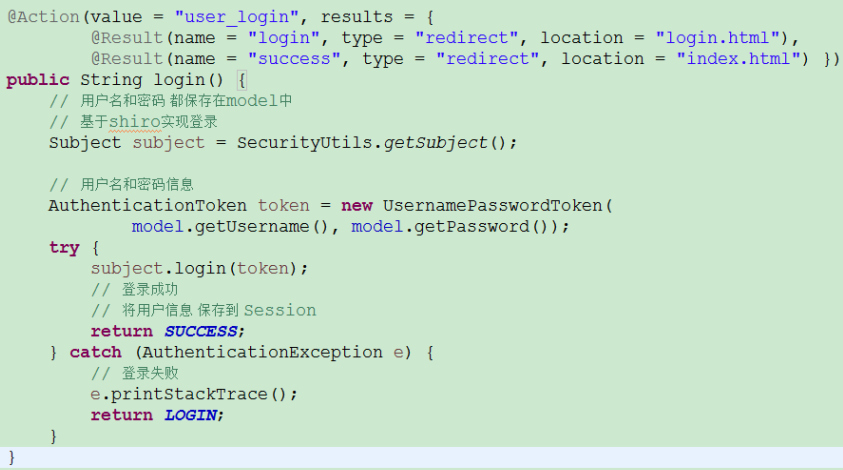 @Action(value = "user_login", results = {
        @Result(name = "login", type = "redirect", location = "login.html"),
        @Result(name = "success", type = "redirect", location = "index.html") })
public String login() {
    // 用户名和密码 都保存在model中
    // 基于shiro实现登录
    Subject subject = SecurityUtils.getSubject();

    // 用户名和密码信息
    AuthenticationToken token = new UsernamePasswordToken(
            model.getUsername(), model.getPassword());
    try {
        subject.login(token);
        // 登录成功
        // 将用户信息 保存到 Session
        return SUCCESS;
    } catch (AuthenticationException e) {
        // 登录失败
        e.printStackTrace();
        return LOGIN;
    }
}